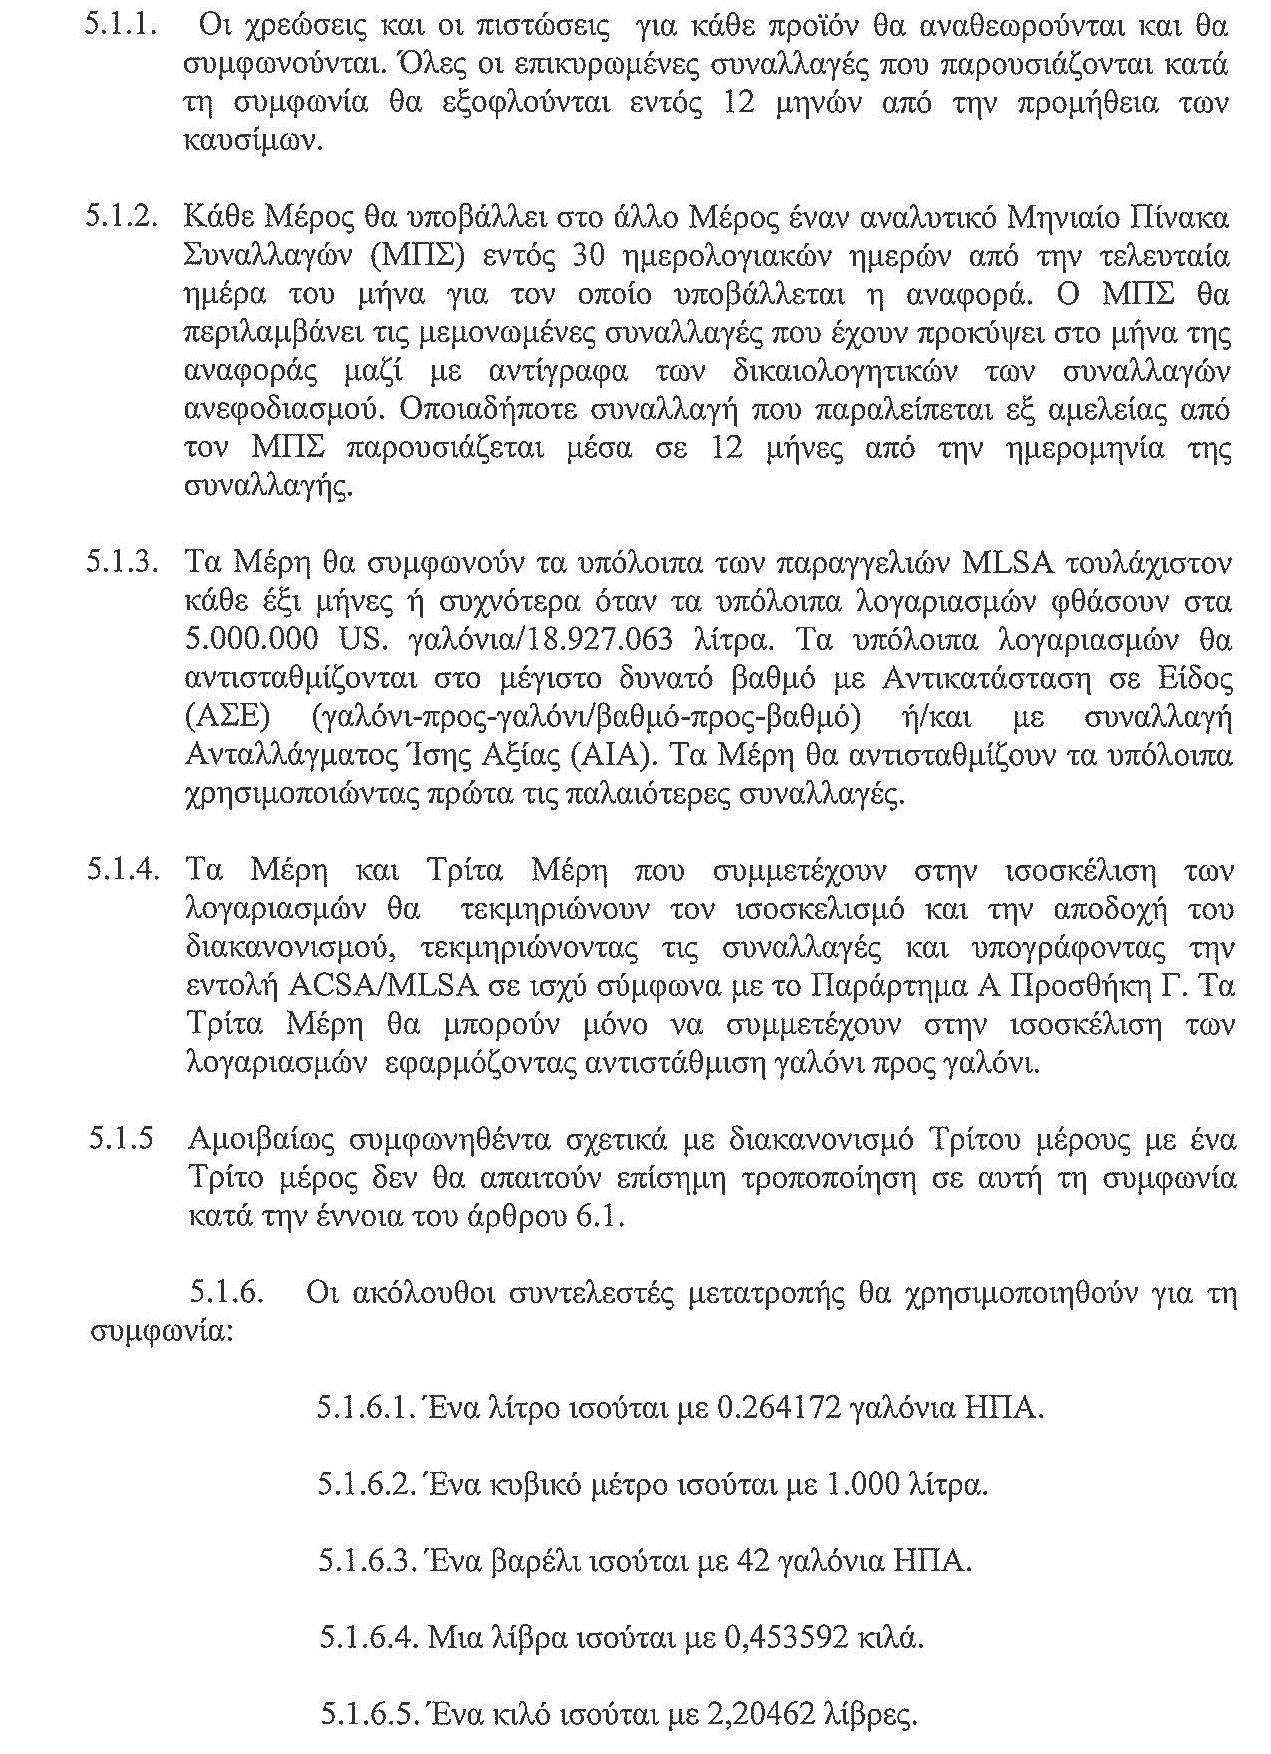 5.1.1. Οι χρεώσεις και οι πιστώσεις για κάθε προϊόν θα αναθεωρούνται και θα
συμφωνούνται. Όλες οι επικυρωμένες συναλλαγές που παρουσιάζονται κατά
τη συμφωνία θα εξοφλούνται εντός 12 μηνών από την προμήθεια των
καυσίμων.
5.1.2. Κάθε Μέρος θα υποβάλλει στο άλλο Μέρος έναν αναλυτικό Μηνιαίο Πίνακα
Συναλλαγών (ΜΠΣ) εντός 30 ημερολογιακών ημερών από την τελευταία
ημέρα του μήνα για τον οποίο υποβάλλεται η αναφορά. Ο ΜΠΣ θα
περιλαμβάνει τις μεμονωμένες συναλλαγές που έχουν προκύψει στο μήνα της
αναφοράς μαζί με αντίγραφα των δικαιολογητικών των συναλλαγών
ανεφοδιασμού. Οποιαδήποτε συναλλαγή που παραλείπεται εξ αμελείας από
τον ΜΠΣ παρουσιάζεται μέσα σε 12 μήνες από την ημερομηνία της
συναλλαγής.
5.1.3. Τα Μέρη θα συμφωνούν τα υπόλοιπα των παραγγελιών MLSA τουλάχιστον
κάθε έξι μήνες ή συχνότερα όταν τα υπόλοιπα λογαριασμών φθάσουν στα
5.000.000 US. γαλόνια/18.927.063 λίτρα. Τα υπόλοιπα λογαριασμών θα
αντισταθμίζονται στο μέγιστο δυνατό βαθμό με Αντικατάσταση σε Είδος
(ΑΣΕ) (γαλόνι-προς-γαλόνι/βαθμό-προς-βαθμό) ή/και με συναλλαγή
Ανταλλάγματος Ίσης Αξίας (ΑΙΑ). Τα Μέρη θα αντισταθμίζουν τα υπόλοιπα
χρησιμοποιώντας πρώτα τις παλαιότερες συναλλαγές.
5.1.4. Τα Μέρη και Τρίτα Μέρη που συμμετέχουν στην ισοσκέλιση των
λογαριασμών θα τεκμηριώνουν τον ισοσκελισμό και την αποδοχή του
διακανονισμού, τεκμηριώνοντας τις συναλλαγές και υπογράφοντας την
εντολή ACSA/MLSA σε ισχύ σύμφωνα με το Παράρτημα Α Προσθήκη Γ. Τα
Τρίτα Μέρη θα μπορούν μόνο να συμμετέχουν στην ισοσκέλιση των
λογαριασμών εφαρμόζοντας αντιστάθμιση γαλόνι προς γαλόνι.
5.1.5 Αμοιβαίως συμφωνηθέντα σχετικά με διακανονισμό Τρίτου μέρους με ένα
Τρίτο μέρος δεν θα απαιτούν επίσημη τροποποίηση σε αυτή τη συμφωνία
κατά την έννοια του άρθρου 6.1.
5.1.6. Οι ακόλουθοι συντελεστές μετατροπής θα χρησιμοποιηθούν για τη
συμφωνία:
5.1.6.1. Ένα λίτρο ισούται με 0.264172 γαλόνια ΗΠΑ.
5.1.6.2. Ένα κυβικό μέτρο ισούται με 1.000 λίτρα.
5.1.6.3. Ένα βαρέλι ισούται με 42 γαλόνια ΗΠΑ.
5.1.6.4. Μια λίβρα ισούται με 0,453592 κιλά.
5.1.6.5. Ένα κιλό ισούται με 2,20462 λίβρες.